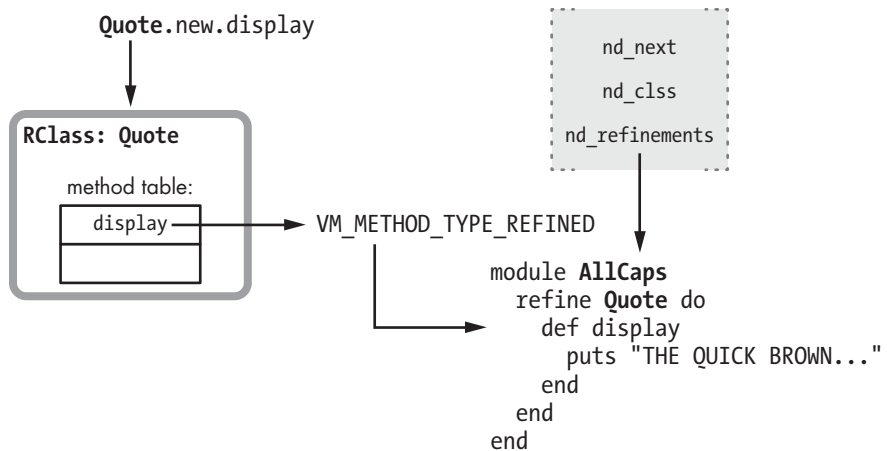 Quote.new.display
RClass: Quote
method table:
display
VM_METHOD_TYPE_REFINED
nd_next
nd_clss
nd_refinements
module AllCaps
  refine Quote do
    def display
      puts "THE QUICK BROWN..."
    end
  end
end